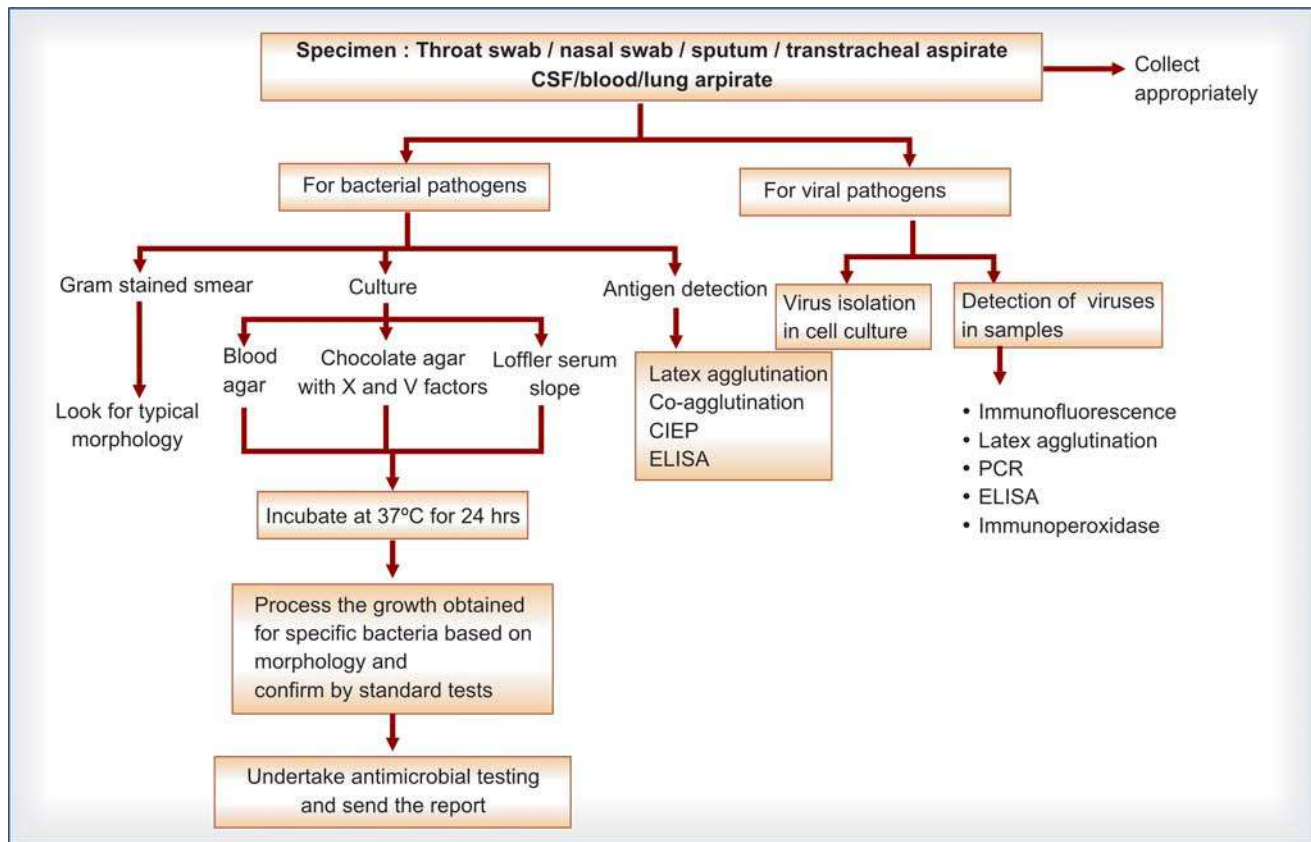 Specimen : Throat swab / nasal swab / sputum / transtracheal aspirate
CSF/blood/lung arpirate
Collect
appropriately
For bacterial pathogens
For viral pathogens
Gram stained smear
Culture
Antigen detection
Virus isolation
in cell culture
Detection of viruses
in samples
Blood
agar
Chocolate agar
with X and V factors
Loffler serum
slope
Look for typical
morphology
Latex agglutination
Co-agglutination
CIEP
ELISA
• Immunofluorescence
• Latex agglutination
• PCR
• ELISA
• Immunoperoxidase
Incubate at 37ºC for 24 hrs
Process the growth obtained
for specific bacteria based on
morphology and
confirm by standard tests
Undertake antimicrobial testing
and send the report